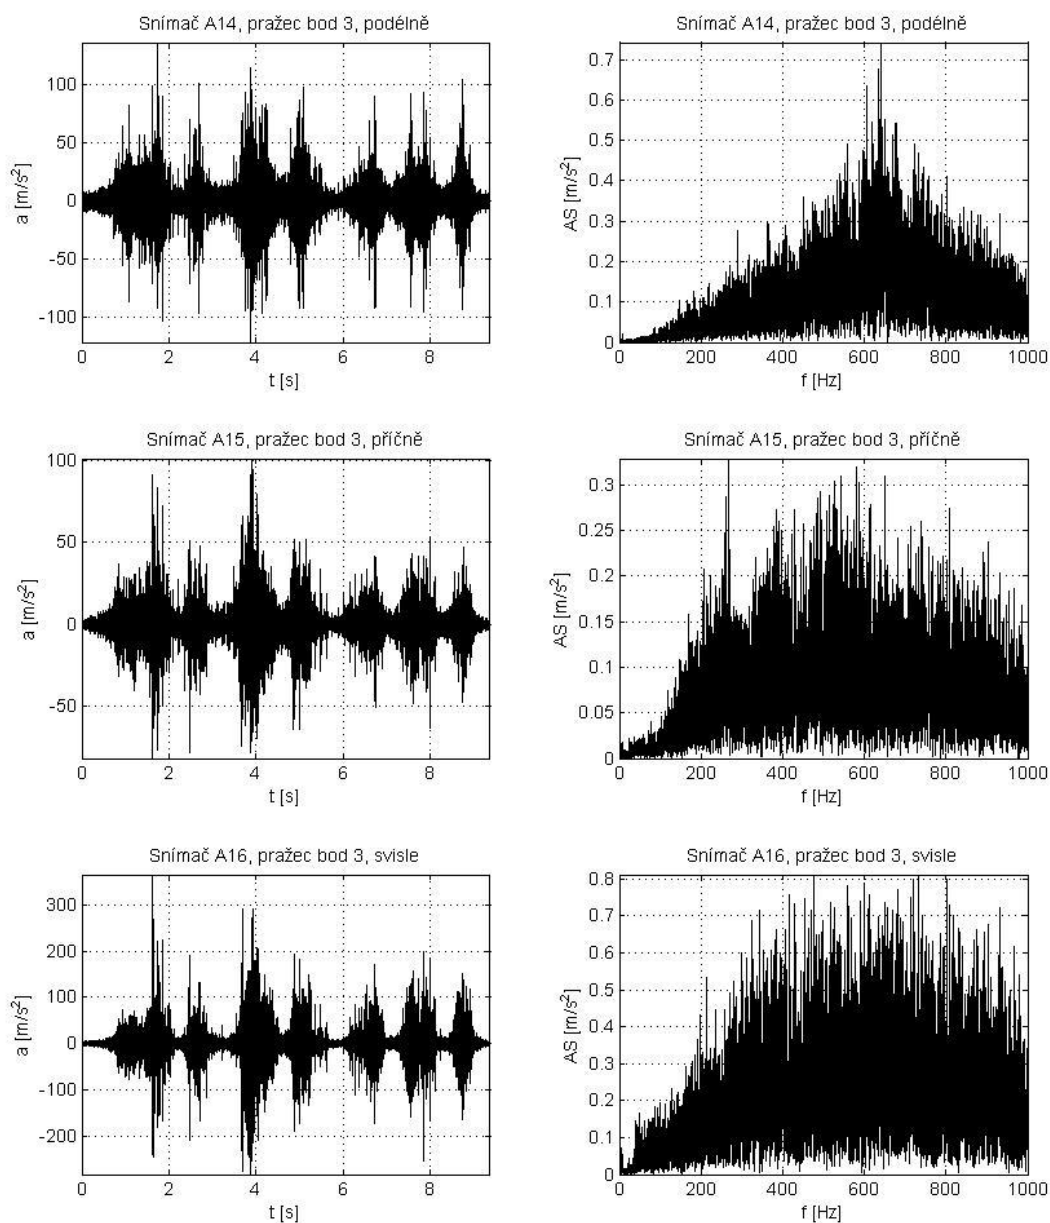 Snímač A14, pražec bod 3, podélně
100
50
0
-50
-100
a [m/s²]
0 2 4 6 8
t [s]
Snímač A14, pražec bod 3, podélně
0.7
0.6
0.5
0.4
0.3
0.2
0.1
0
AS [m/s²]
0 200 400 600 800 1000
f [Hz]
Snímač A15, pražec bod 3, příčně
100
50
0
-50
a [m/s²]
0 2 4 6 8
t [s]
Snímač A15, pražec bod 3, příčně
0.3
0.25
0.2
0.15
0.1
0.05
0
AS [m/s²]
0 200 400 600 800 1000
f [Hz]
Snímač A16, pražec bod 3, svisle
300
200
100
0
-100
-200
a [m/s²]
0 2 4 6 8
t [s]
Snímač A16, pražec bod 3, svisle
0.8
0.7
0.6
0.5
0.4
0.3
0.2
0.1
0
AS [m/s²]
0 200 400 600 800 1000
f [Hz]